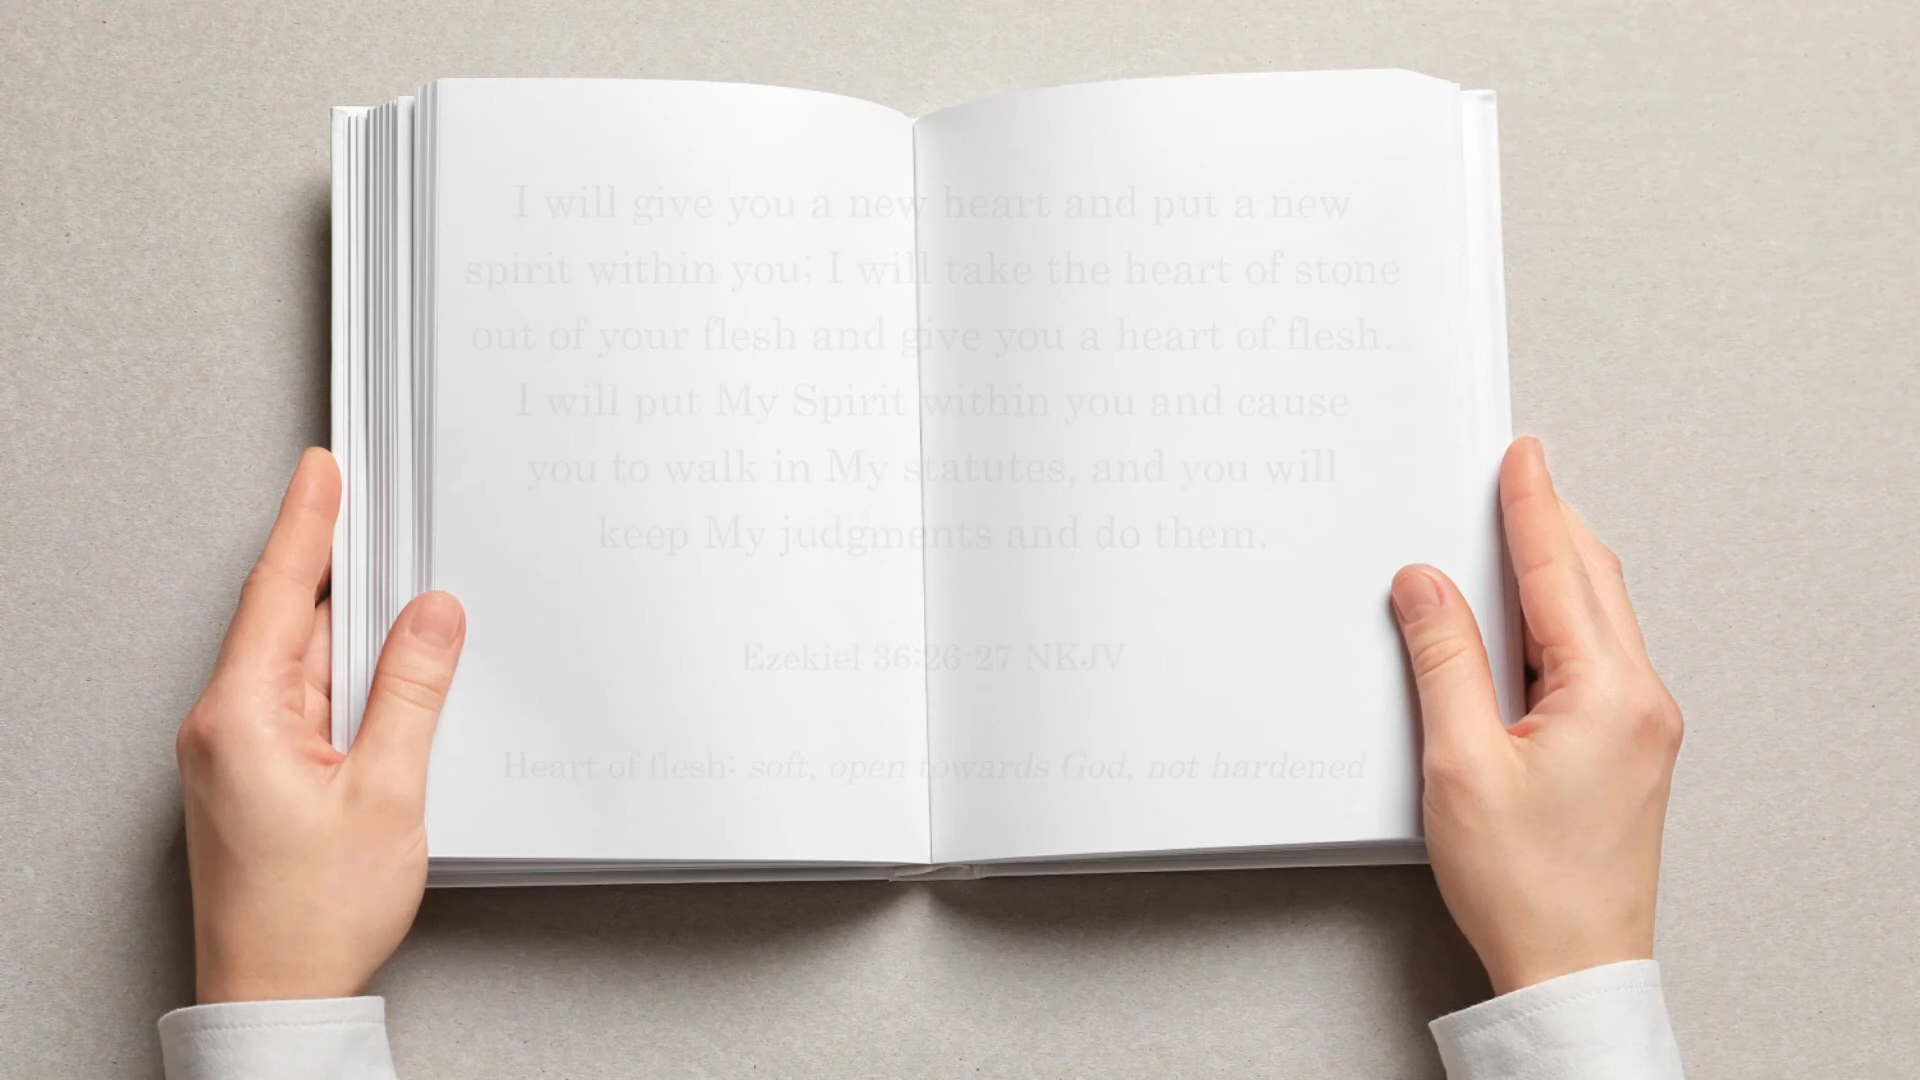 I will give you a new heart and put a new
spirit within you; I will take the heart of stone
out of your flesh and give you a heart of flesh.
I will put My Spirit within you and cause
you to walk in My statutes, and you will
keep My judgments and do them.
Ezekiel 36:26-27 NKJV
Heart of flesh: soft, open towards God, not hardened